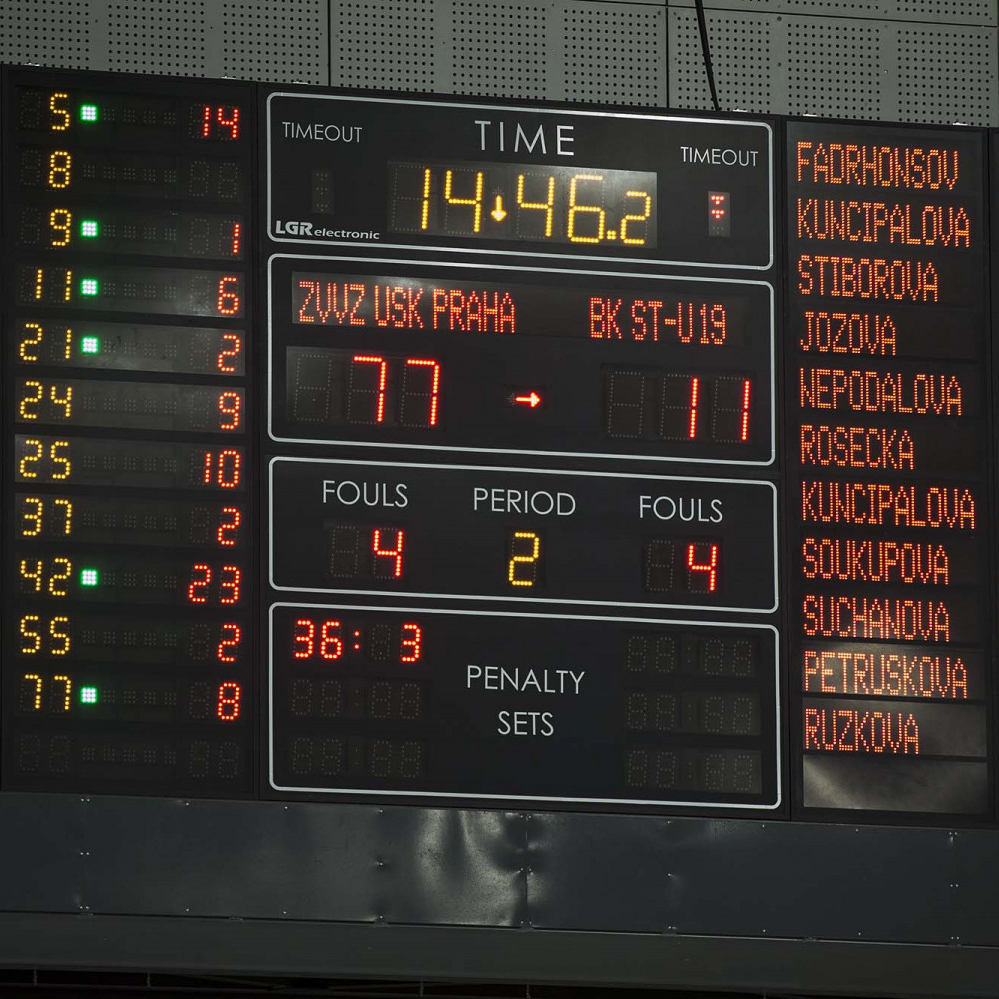 5 14
8
9 1
11 6
21 2
24 9
25 10
37 2
42 23
55 2
77 8
TIMEOUT TIME TIMEOUT
14 46.2
LGR electronic
ZVVZ USK PRAHA BK ST-U19
77 → 11
FOULS PERIOD FOULS
4 2 4
36: 3
PENALTY
SETS
FADRHONSOV
KUNCIPALOVA
STIBOROVA
JOZOVA
NEPODALOVA
ROSECKA
KUNCIPALOVA
SOUKUPOVA
SUCHANOVA
PETRUSKOVA
RUZKOVA